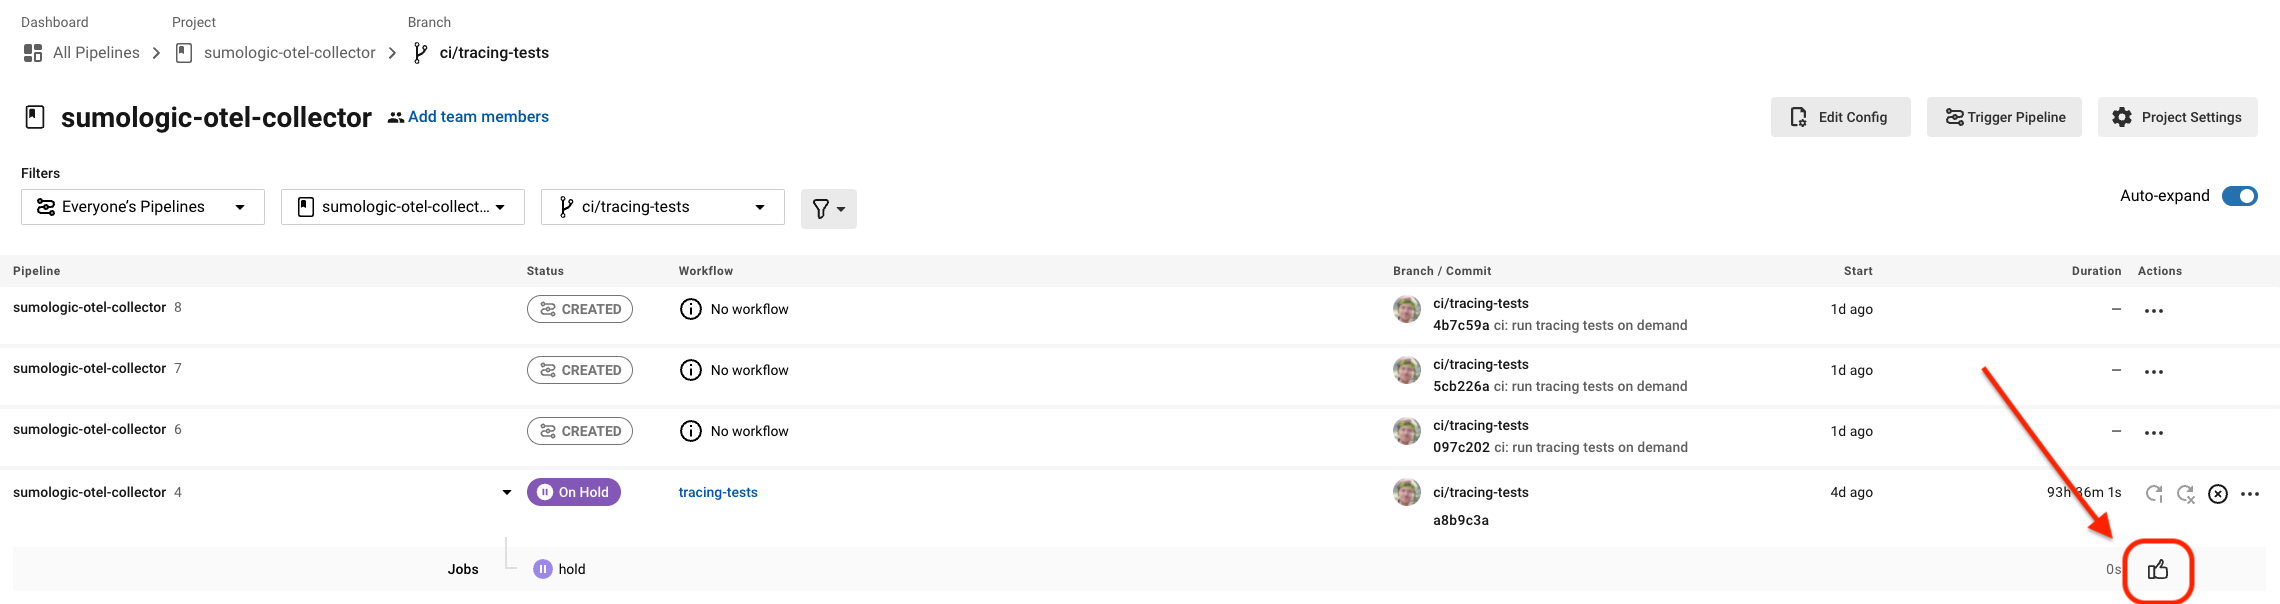 Dashboard Project Branch
All Pipelines sumologic-otel-collector ci/tracing-tests
sumologic-otel-collector Add team members Edit Config Trigger Pipeline Project Settings
Filters
Everyone’s Pipelines sumologic-otel-collect... ci/tracing-tests Auto-expand
Pipeline Status Workflow Branch / Commit Start Duration Actions
sumologic-otel-collector 8 CREATED No workflow ci/tracing-tests 1d ago –
4b7c59a ci: run tracing tests on demand
sumologic-otel-collector 7 CREATED No workflow ci/tracing-tests 1d ago –
5cb226a ci: run tracing tests on demand
sumologic-otel-collector 6 CREATED No workflow ci/tracing-tests 1d ago –
097c202 ci: run tracing tests on demand
sumologic-otel-collector 4 On Hold tracing-tests ci/tracing-tests 4d ago 93h 36m 1s
a8b9c3a
Jobs hold 0s